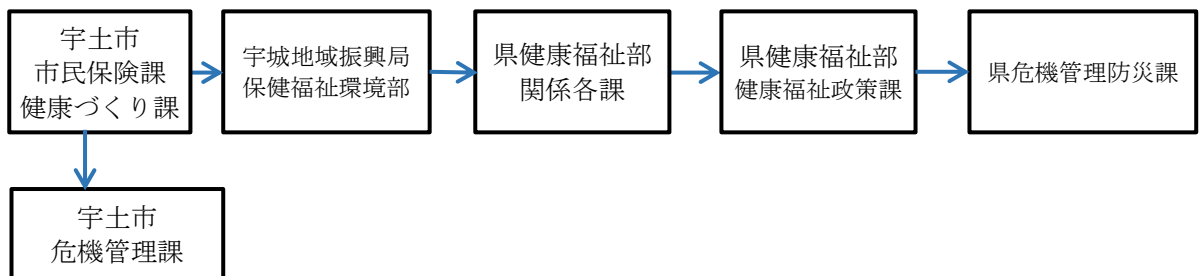 宇土市
市民保険課
健康づくり課
宇城地域振興局
保健福祉環境部
県健康福祉部
関係各課
県健康福祉部
健康福祉政策課
県危機管理防災課
宇土市
危機管理課